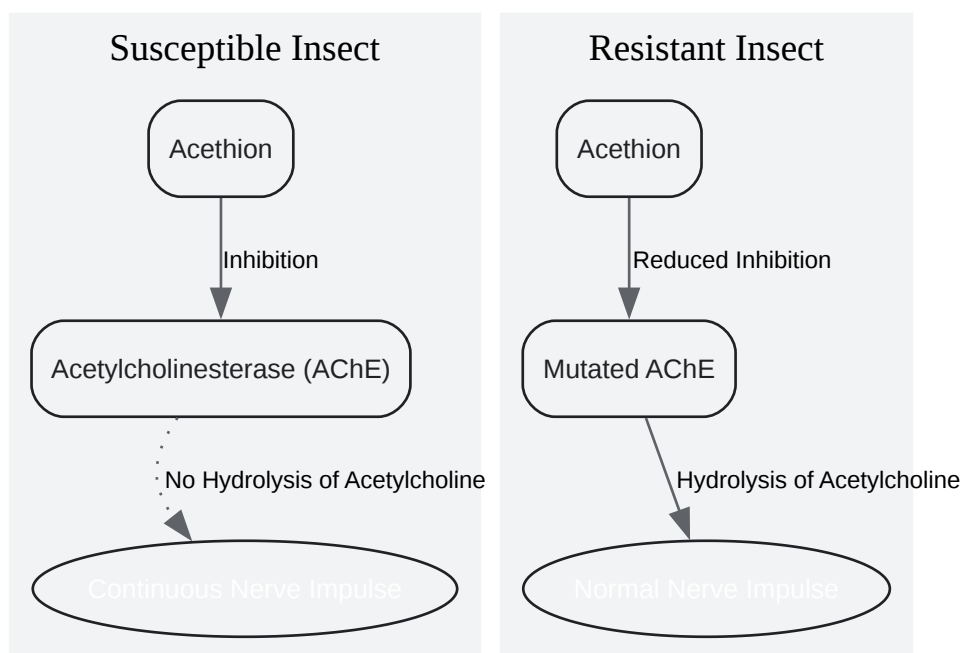 Susceptible Insect
Acethion
Inhibition
Acetylcholinesterase (AChE)
No Hydrolysis of Acetylcholine
Continuous Nerve Impulse
Resistant Insect
Acethion
Reduced Inhibition
Mutated AChE
Hydrolysis of Acetylcholine
Normal Nerve Impulse